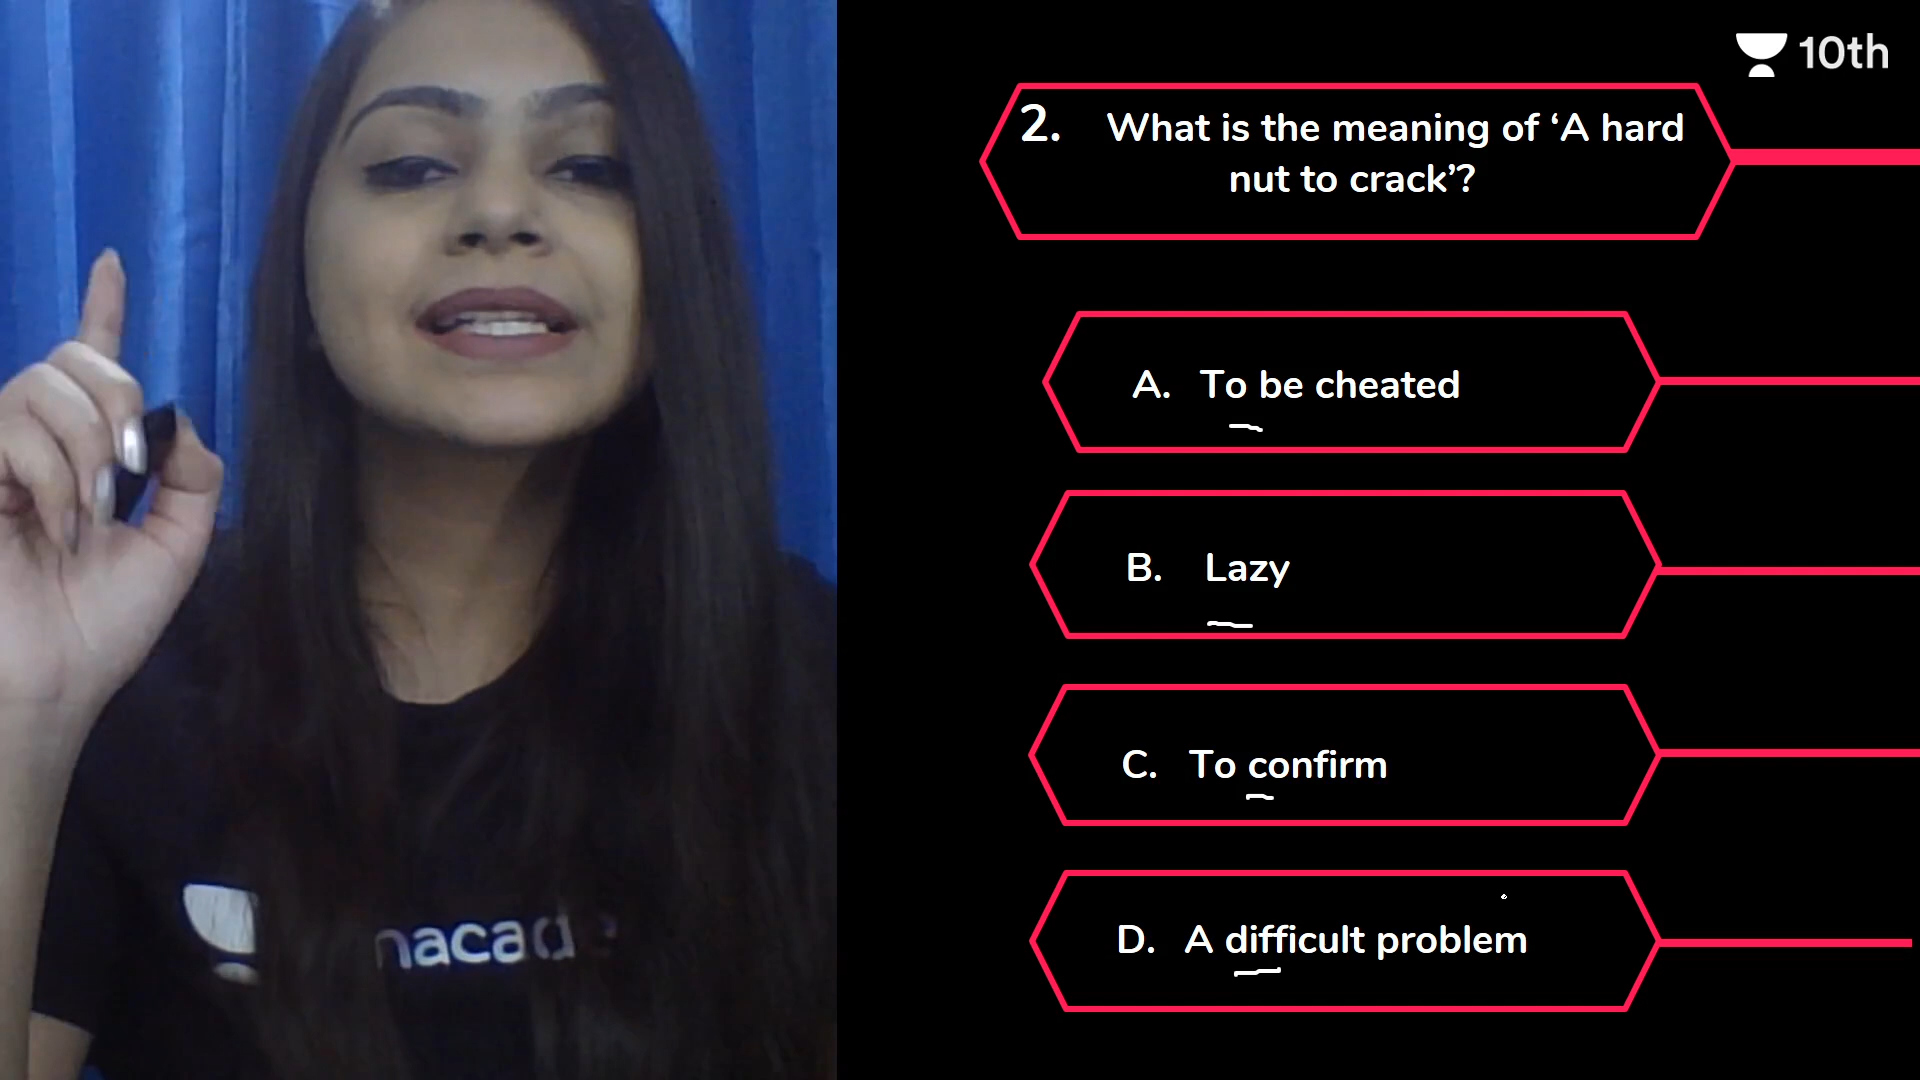 10th
2. What is the meaning of ‘A hard
nut to crack’?
A. To be cheated
B. Lazy
C. To confirm
D. A difficult problem
nacade